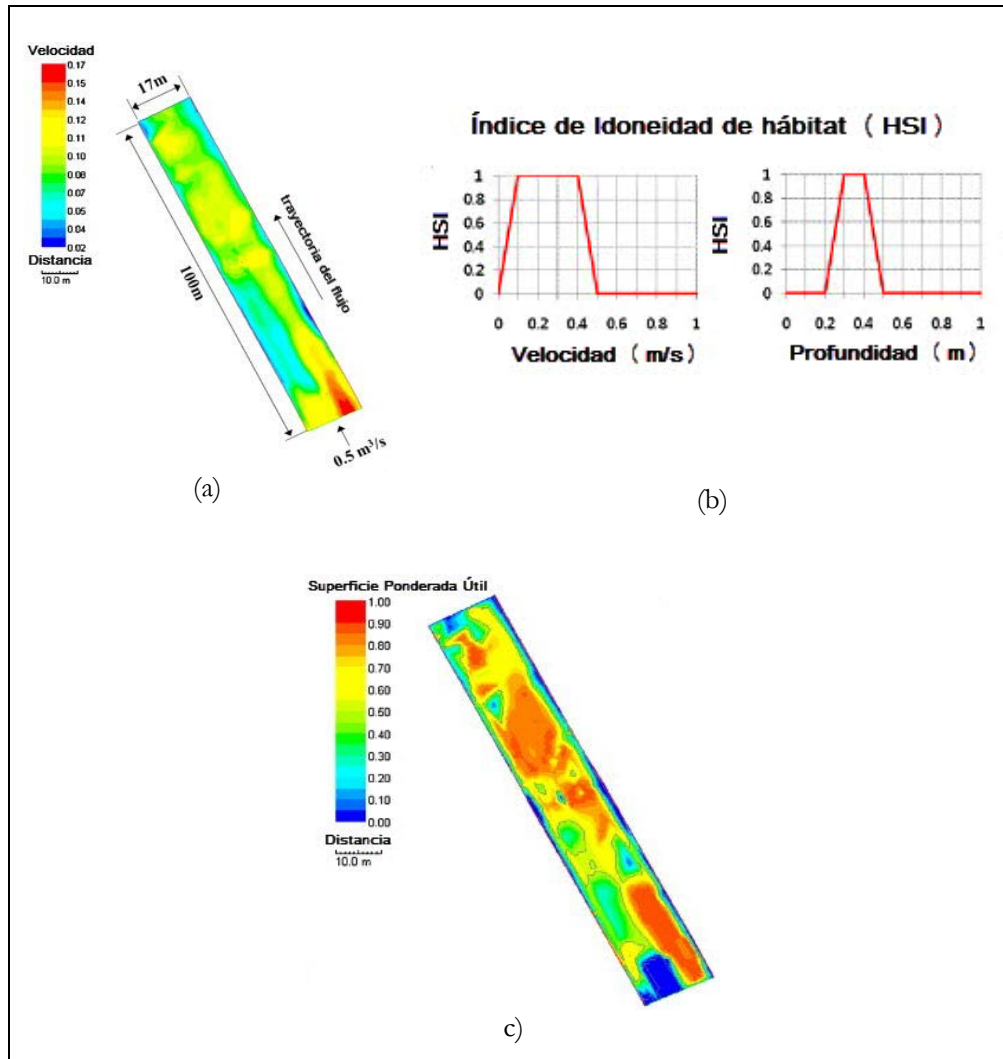 Velocidad
0.17
0.15
0.14
0.13
0.11
0.10
0.08
0.07
0.05
0.04
0.02
Distancia
10.0 m
17m
100m
trayectoria del flujo
0.5 m³/s
(a)
Índice de Idoneidad de hábitat ( HSI )
HSI
1
0.8
0.6
0.4
0.2
0
0 0.2 0.4 0.6 0.8 1
Velocidad ( m/s )
HSI
1
0.8
0.6
0.4
0.2
0
0 0.2 0.4 0.6 0.8 1
Profundidad ( m )
(b)
Superficie Ponderada Útil
1.00
0.90
0.80
0.70
0.60
0.50
0.40
0.30
0.20
0.10
0.00
Distancia
10.0 m
c)